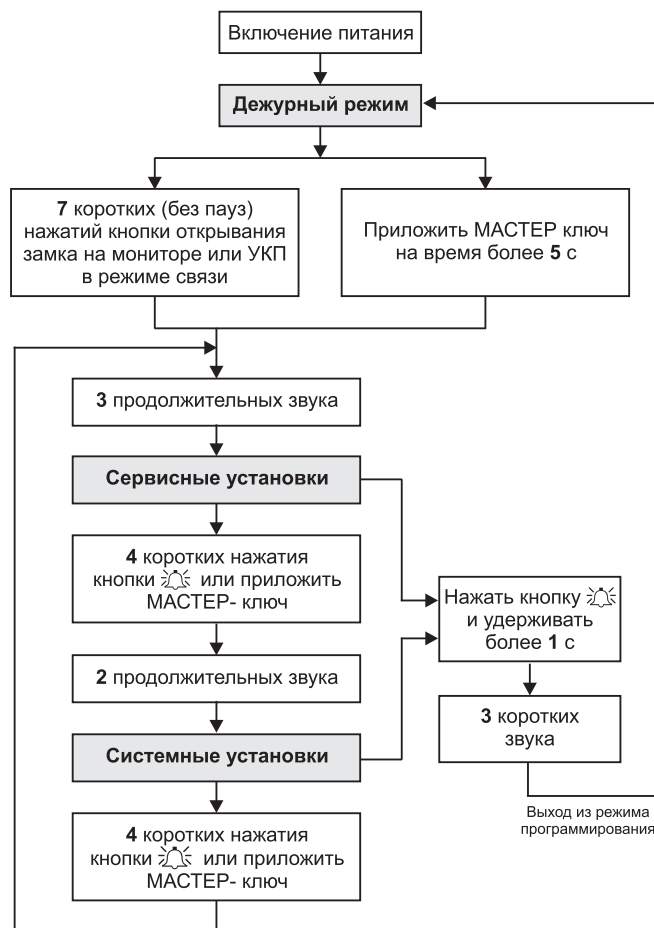 Включение питания
Дежурный режим
7 коротких (без пауз)
нажатий кнопки открывания
замка на мониторе или УКП
в режиме связи
Приложить МАСТЕР ключ
на время более 5 с
3 продолжительных звука
Сервисные установки
4 коротких нажатия
кнопки или приложить
МАСТЕР- ключ
Нажать кнопку
и удерживать
более 1 с
2 продолжительных звука
3 коротких
звука
Системные установки
Выход из режима
программирования
4 коротких нажатия
кнопки или приложить
МАСТЕР- ключ